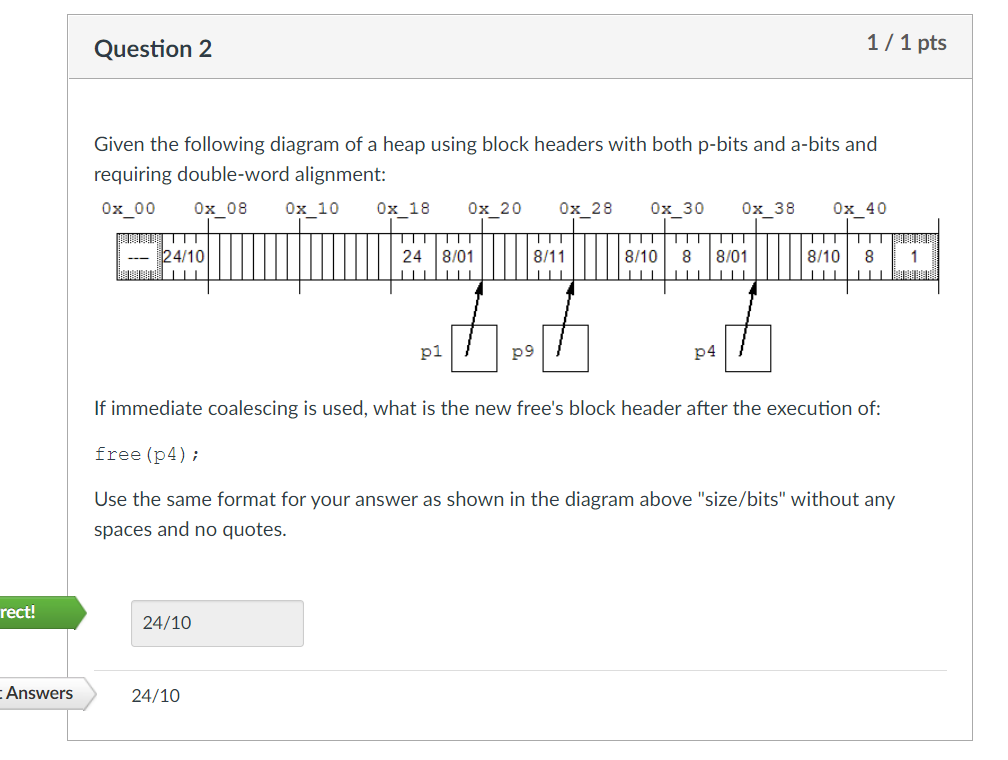 Question 2
1 / 1 pts
Given the following diagram of a heap using block headers with both p-bits and a-bits and
requiring double-word alignment:
0x_00 0x_08 0x_10 0x_18 0x_20 0x_28 0x_30 0x_38 0x_40
--- 24/10 24 8/01 8/11 8/10 8 8/01 8/10 8 1
p1 p9 p4
If immediate coalescing is used, what is the new free's block header after the execution of:
free(p4);
Use the same format for your answer as shown in the diagram above "size/bits" without any
spaces and no quotes.
rect!
24/10
t Answers
24/10